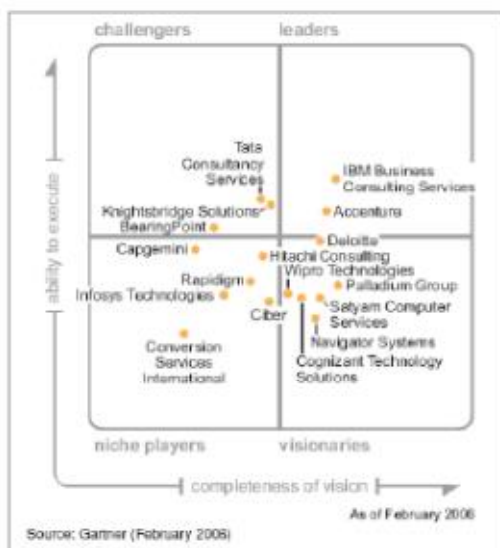 challengers
leaders
Tata
Consultancy
Services
IBM Business
Consulting Services
Knightsbridge Solutions
Accenture
BearingPoint
Deloitte
Capgemini
Hitachi Consulting
Wipro Technologies
Rapidigm
Palladium Group
Infosys Technologies
Ciber
Satyam Computer
Services
Navigator Systems
Conversion
Services
International
Cognizant Technology
Solutions
ability to execute
niche players
visionaries
completeness of vision
As of February 2006
Source: Gartner (February 2006)